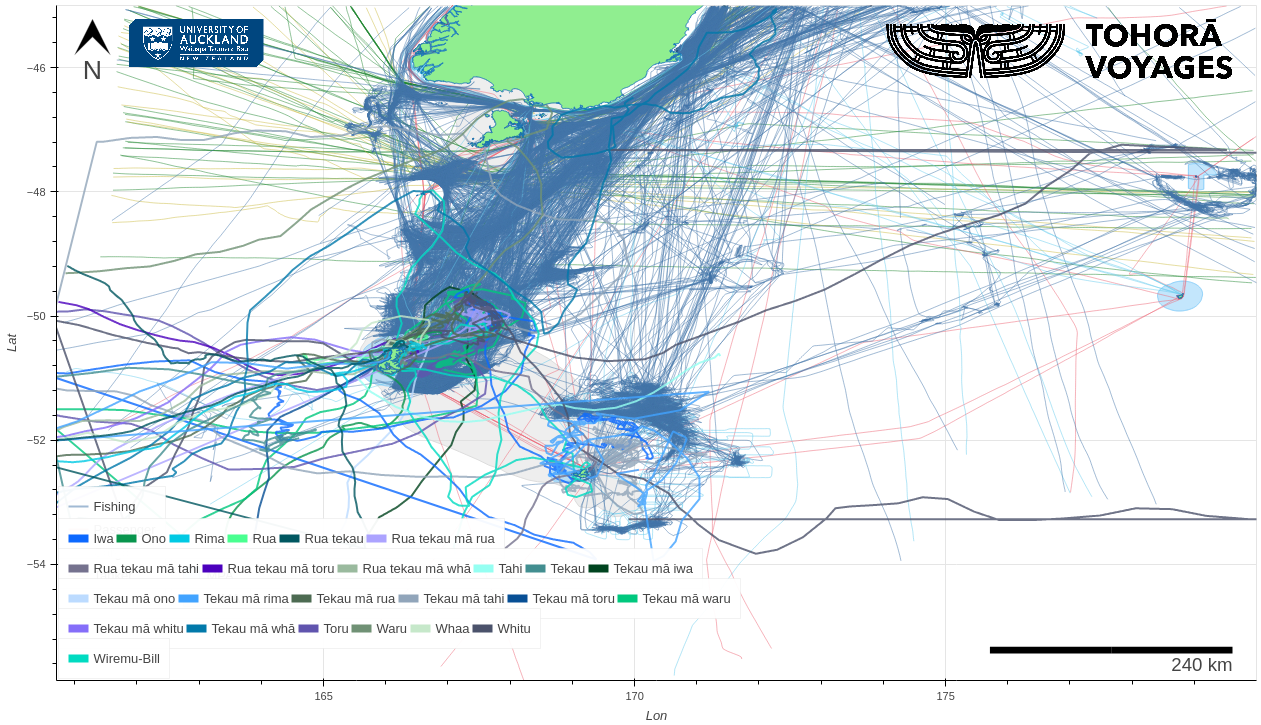 UNIVERSITY OF
AUCKLAND
Waipapa Taumata Rau
NEW ZEALAND
TOHORĀ
VOYAGES
N
−46
−48
−50
−52
−54
Lat
Fishing
Iwa Ono Rima Rua Rua tekau Rua tekau mā rua
Rua tekau mā tahi Rua tekau mā toru Rua tekau mā whā Tahi Tekau Tekau mā iwa
Tekau mā ono Tekau mā rima Tekau mā rua Tekau mā tahi Tekau mā toru Tekau mā waru
Tekau mā whitu Tekau mā whā Toru Waru Whaa Whitu
Wiremu-Bill
240 km
165 170 175
Lon